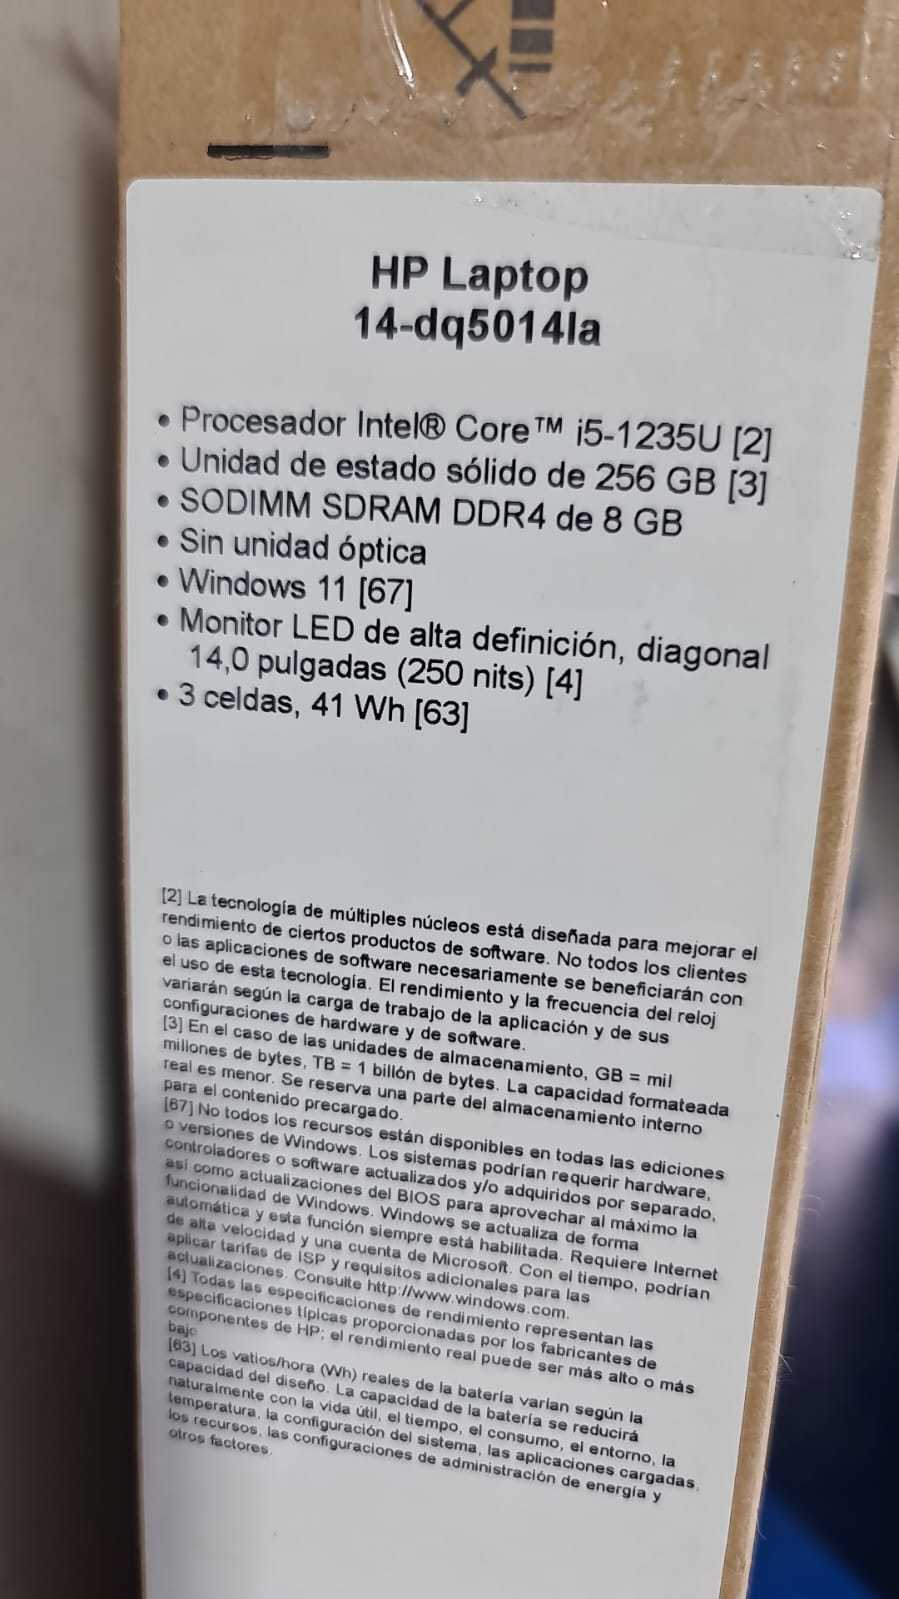 HP Laptop
14-dq5014la
• Procesador Intel® Core™ i5-1235U [2]
• Unidad de estado sólido de 256 GB [3]
• SODIMM SDRAM DDR4 de 8 GB
• Sin unidad óptica
• Windows 11 [67]
• Monitor LED de alta definición, diagonal
14,0 pulgadas (250 nits) [4]
• 3 celdas, 41 Wh [63]
[2] La tecnología de múltiples núcleos está diseñada para mejorar el
rendimiento de ciertos productos de software. No todos los clientes
o las aplicaciones de software necesariamente se beneficiarán con
el uso de esta tecnología. El rendimiento y la frecuencia del reloj
variarán según la carga de trabajo de la aplicación y de sus
configuraciones de hardware y de software.
[3] En el caso de las unidades de almacenamiento, GB = mil
millones de bytes, TB = 1 billón de bytes. La capacidad formateada
real es menor. Se reserva una parte del almacenamiento interno
para el contenido precargado.
[67] No todos los recursos están disponibles en todas las ediciones
o versiones de Windows. Los sistemas podrían requerir hardware,
controladores o software actualizados y/o adquiridos por separado,
así como actualizaciones del BIOS para aprovechar al máximo la
funcionalidad de Windows. Windows se actualiza de forma
automática y esta función siempre está habilitada. Requiere Internet
de alta velocidad y una cuenta de Microsoft. Con el tiempo, podrían
aplicar tarifas de ISP y requisitos adicionales para las
actualizaciones. Consulte http://www.windows.com.
[4] Todas las especificaciones de rendimiento representan las
especificaciones típicas proporcionadas por los fabricantes de
componentes de HP; el rendimiento real puede ser más alto o más
bajo
[63] Los vatios/hora (Wh) reales de la batería varían según la
capacidad del diseño. La capacidad de la batería se reducirá
naturalmente con la vida útil, el tiempo, el consumo, el entorno, la
temperatura, la configuración del sistema, las aplicaciones cargadas,
los recursos, las configuraciones de administración de energía y
otros factores.